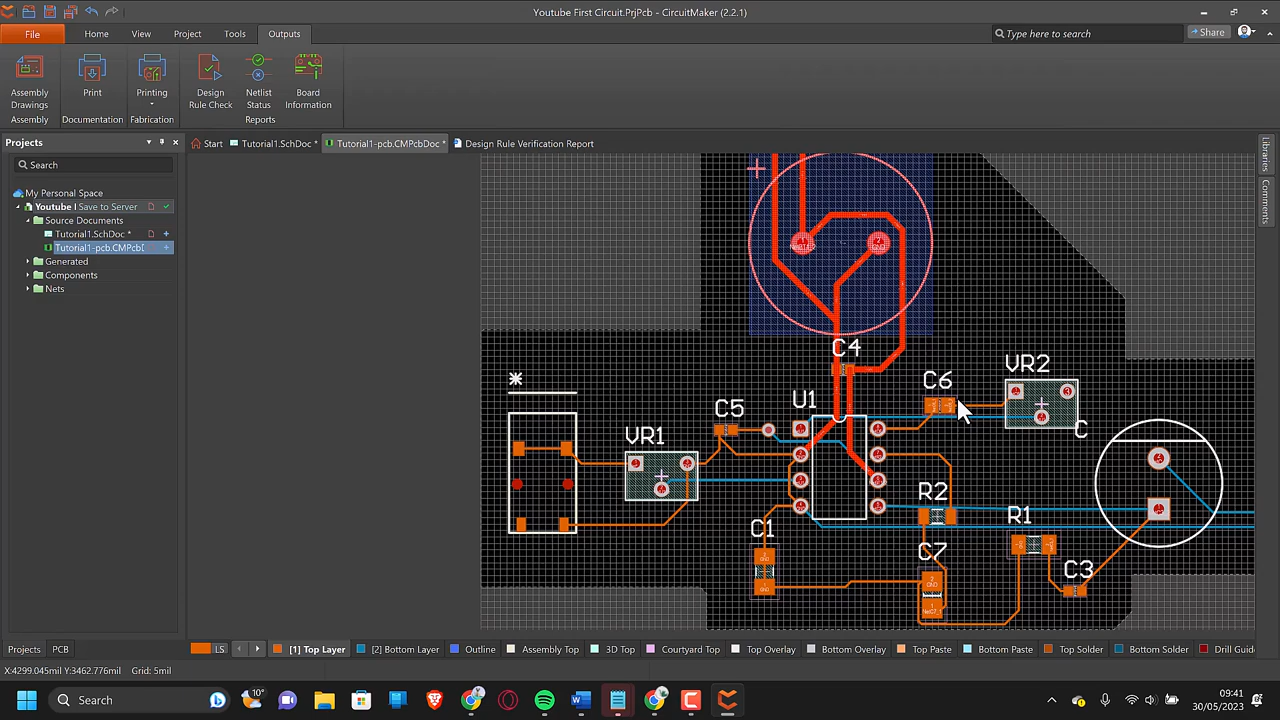 Youtube First Circuit.PrjPcb - CircuitMaker (2.2.1)
File Home View Project Tools Outputs
Type here to search
Share
Assembly Drawings
Print
Printing
Design Rule Check
Netlist Status
Board Information
Assembly Documentation Fabrication Reports
Projects
Start Tutorial1.SchDoc * Tutorial1-pcb.CMPcbDoc * Design Rule Verification Report
Search
My Personal Space
Youtube I Save to Server
Source Documents
Tutorial1.SchDoc *
Tutorial1-pcb.CMPcbD
Generated
Components
Nets
Libraries
Comments
C4
VR2
C6
*
U1
C5
C
VR1
R2
R1
C1
C7
C3
Projects PCB
LS [1] Top Layer [2] Bottom Layer Outline Assembly Top 3D Top Courtyard Top Top Overlay Bottom Overlay Top Paste Bottom Paste Top Solder Bottom Solder Drill Guide
X:4299.045mil Y:3462.776mil Grid: 5mil
Search
10°
09:41
30/05/2023